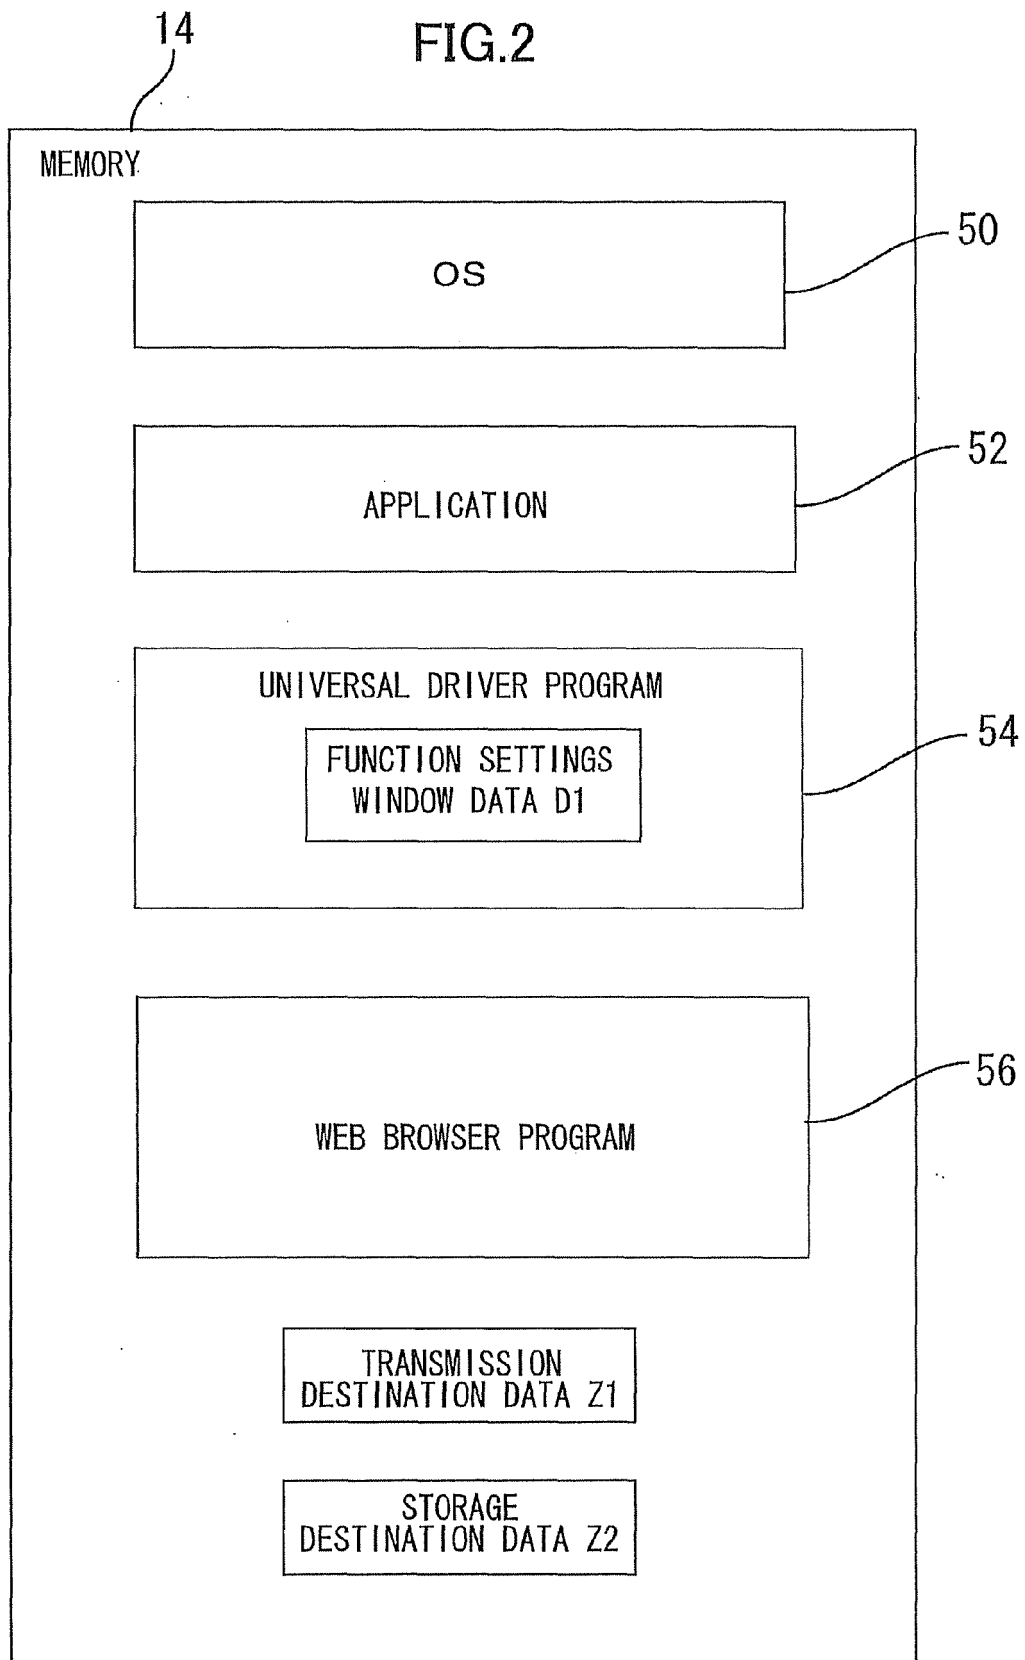 14
FIG.2
MEMORY
OS
50
APPLICATION
52
UNIVERSAL DRIVER PROGRAM
FUNCTION SETTINGS
WINDOW DATA D1
54
WEB BROWSER PROGRAM
56
TRANSMISSION
DESTINATION DATA Z1
STORAGE
DESTINATION DATA Z2